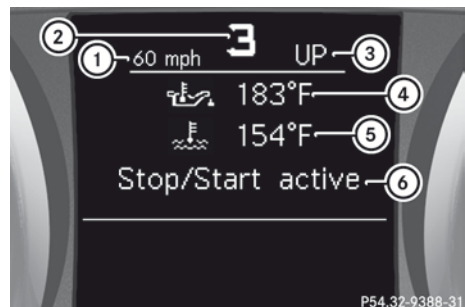 ② 3
① 60 mph UP ③
183°F ④
154°F ⑤
Stop/Start active ⑥
P54.32-9388-31